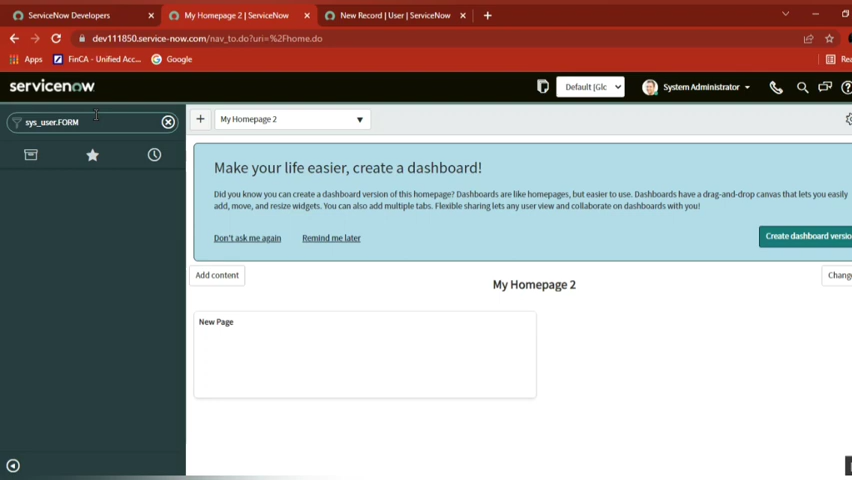 ServiceNow Developers
My Homepage 2 | ServiceNow
New Record | User | ServiceNow
dev111850.service-now.com/nav_to.do?uri=%2Fhome.do
Apps
FinCA - Unified Acc...
Google
Rea
servicenow
Default [Glc
System Administrator
sys_user.FORM
My Homepage 2
Make your life easier, create a dashboard!
Did you know you can create a dashboard version of this homepage? Dashboards are like homepages, but easier to use. Dashboards have a drag-and-drop canvas that lets you easily
add, move, and resize widgets. You can also add multiple tabs. Flexible sharing lets any user view and collaborate on dashboards with you!
Don't ask me again
Remind me later
Create dashboard versio
Add content
My Homepage 2
Change
New Page